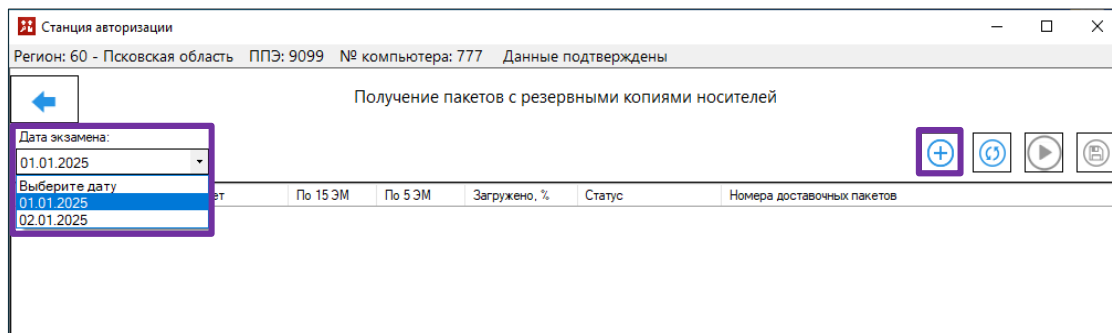 Станция авторизации
Регион: 60 - Псковская область ППЭ: 9099 № компьютера: 777 Данные подтверждены
Получение пакетов с резервными копиями носителей
Дата экзамена:
01.01.2025
Выберите дату
01.01.2025
02.01.2025
По 15 ЭМ По 5 ЭМ Загружено, % Статус Номера доставочных пакетов